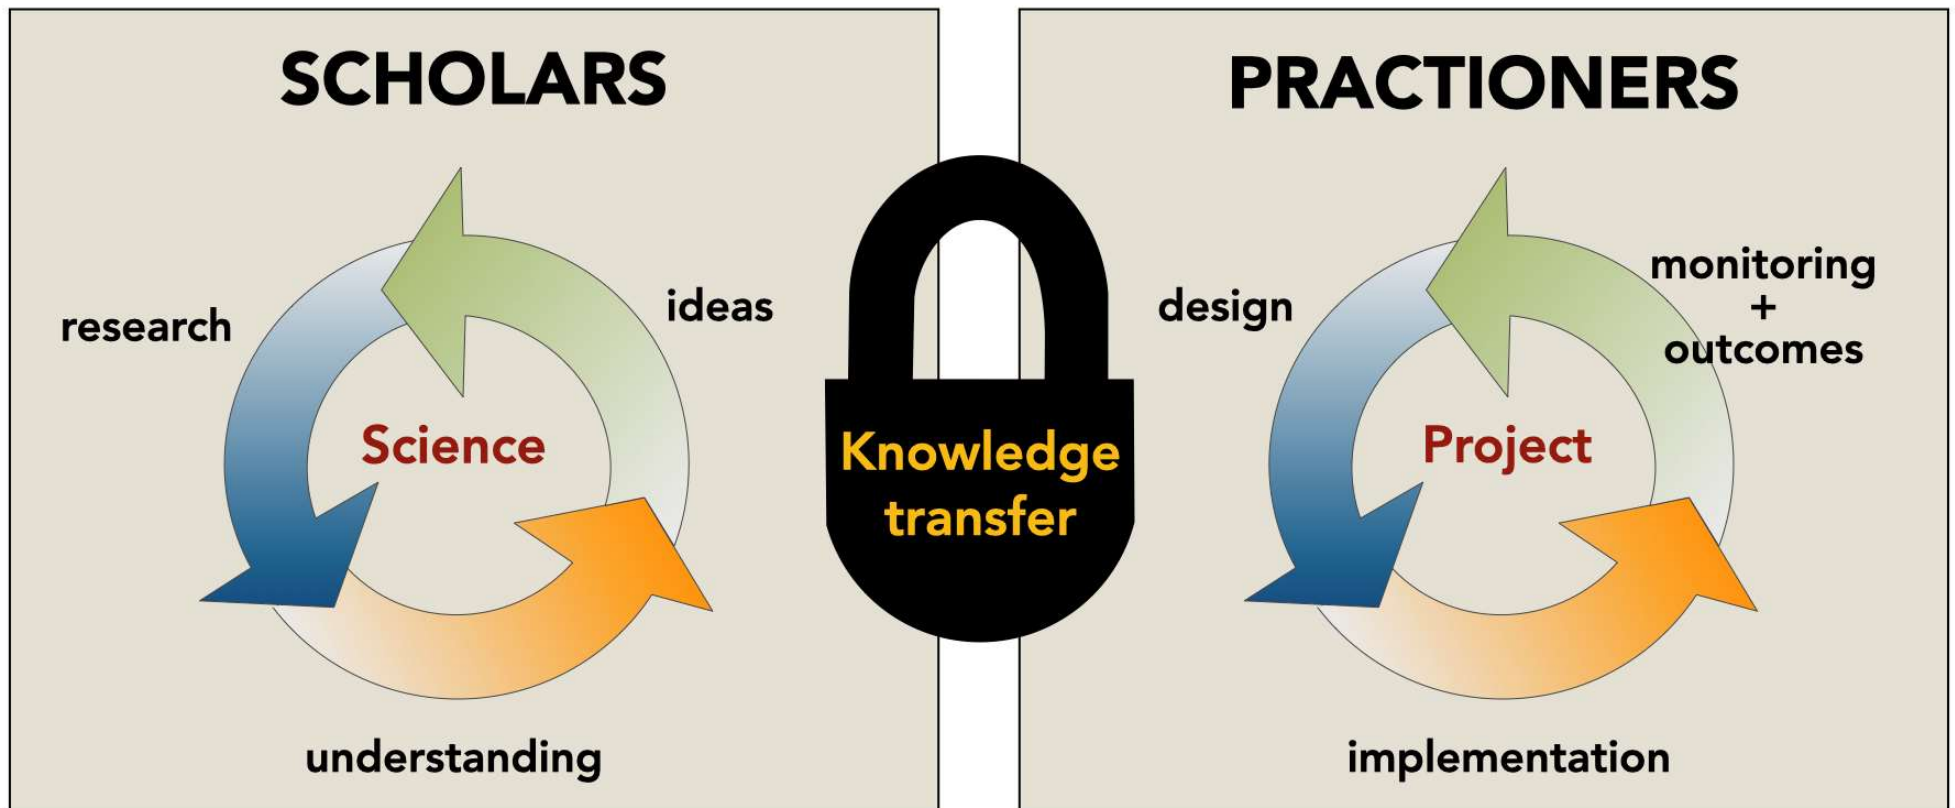 SCHOLARS
research
ideas
Science
understanding
Knowledge
transfer
PRACTIONERS
design
monitoring
+
outcomes
Project
implementation